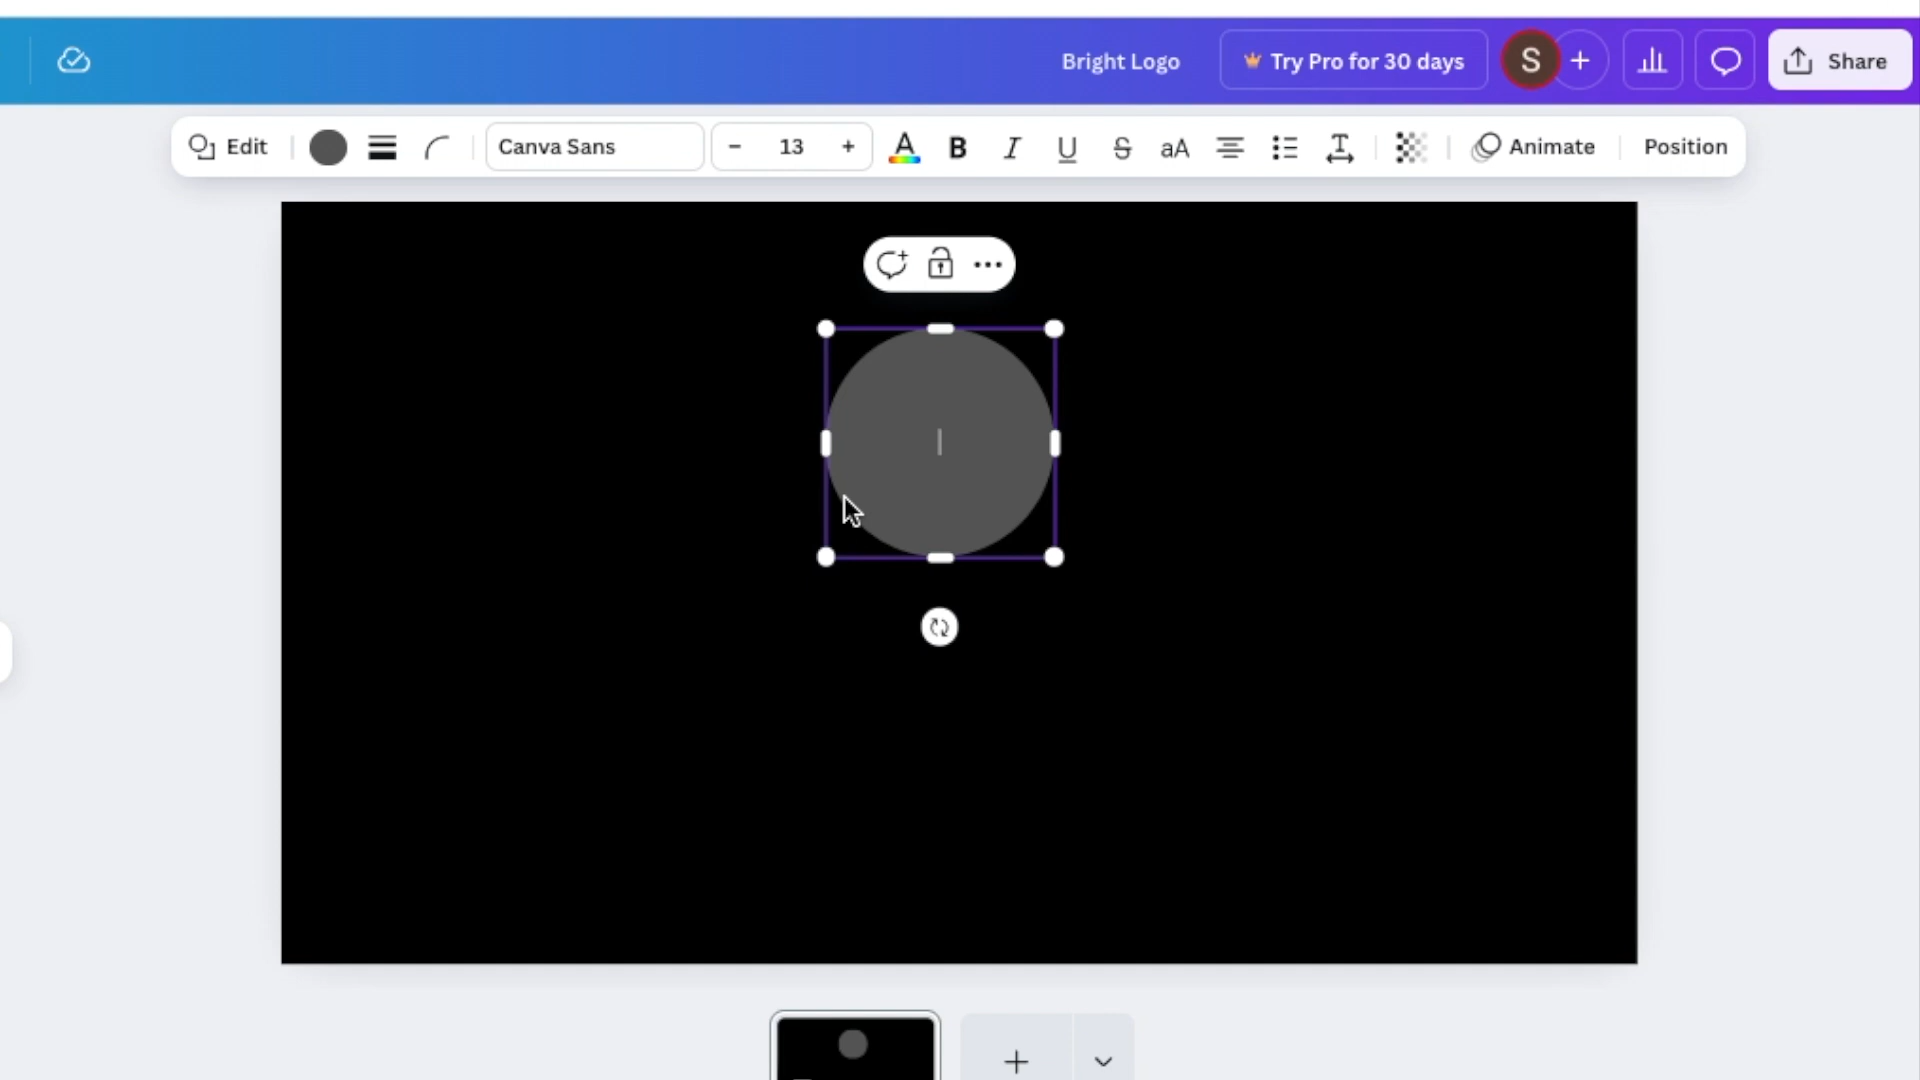 Bright Logo
Try Pro for 30 days
S
Share
Edit
Canva Sans
13
A
B
I
U
S
aA
T
Animate
Position